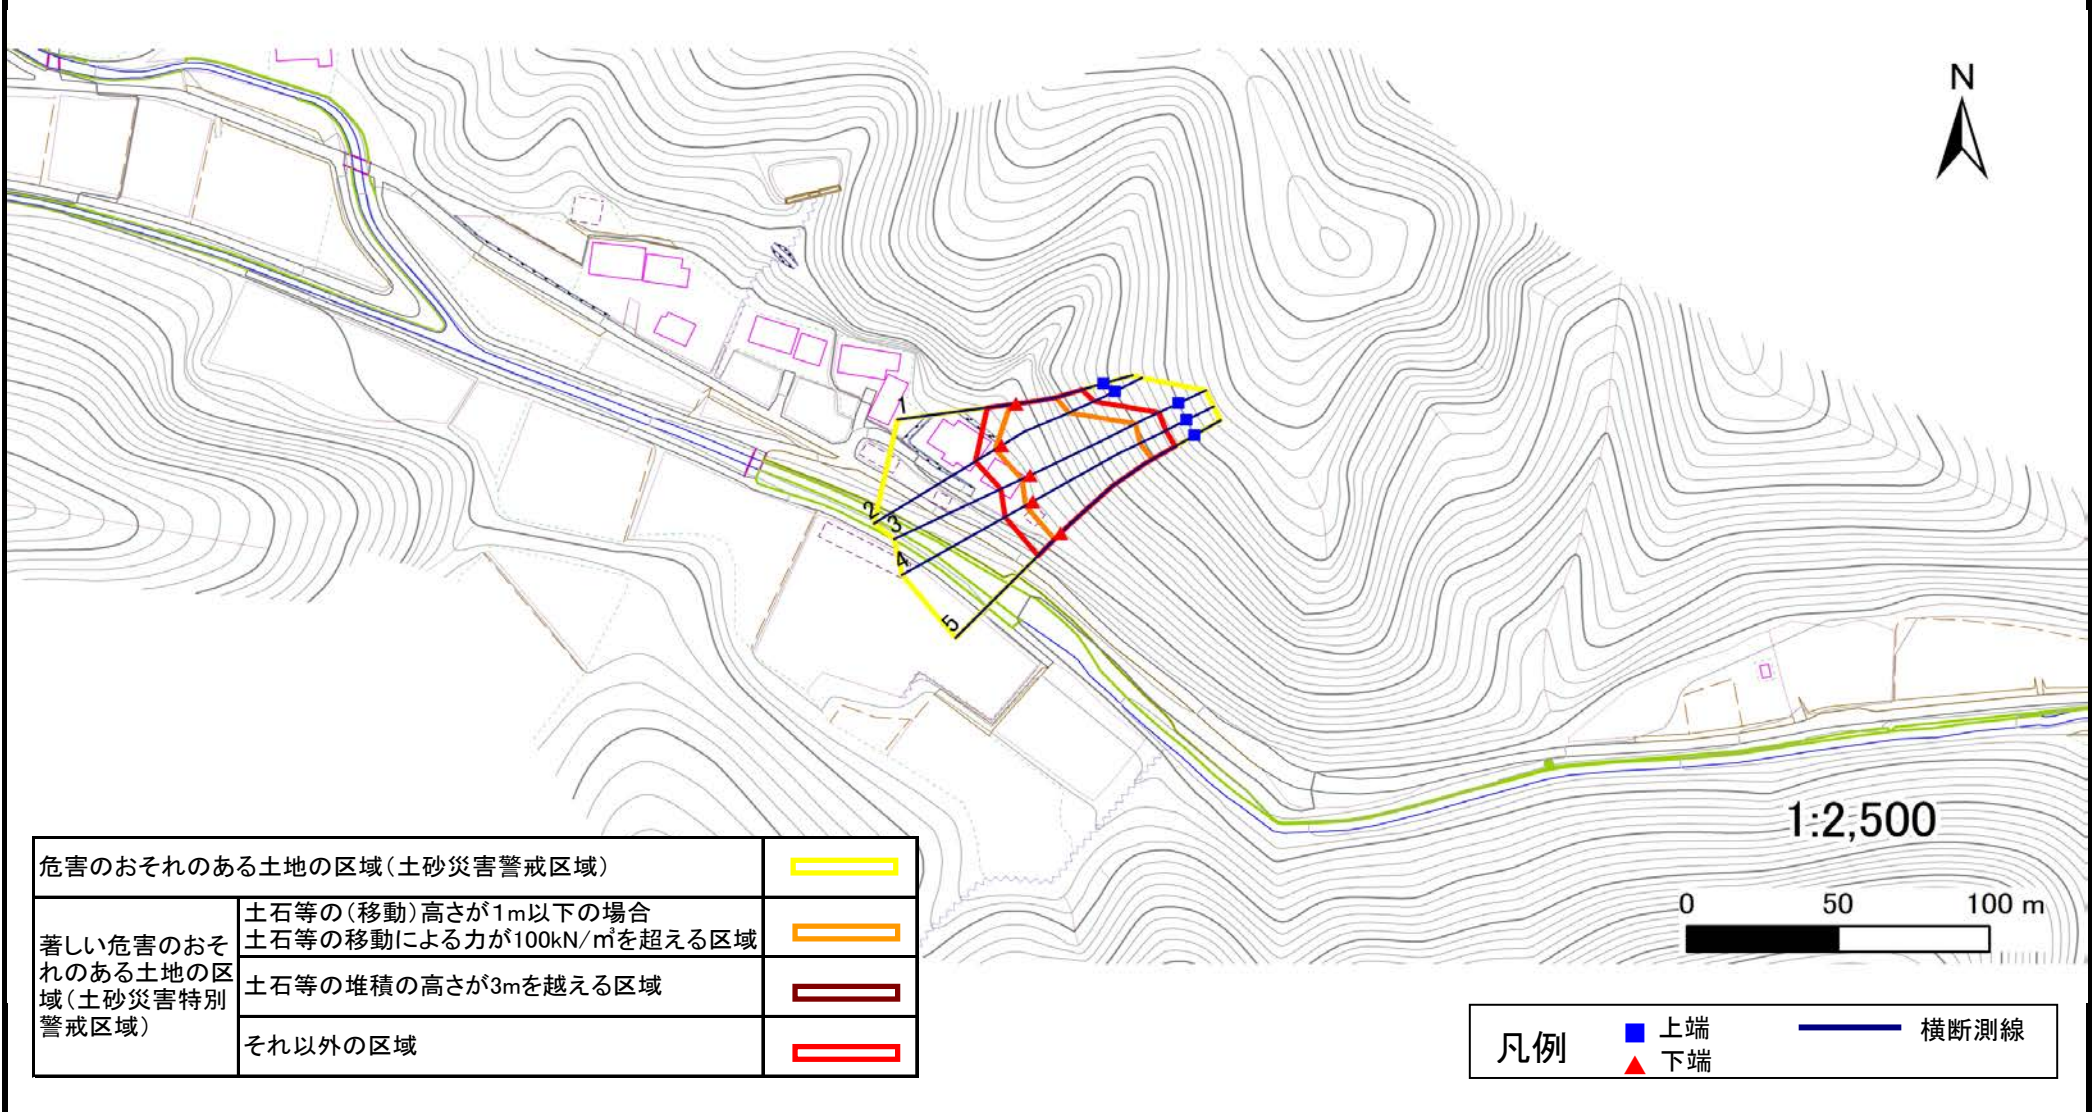 N
1
2
3
4
5
1:2,500
0 50 100 m
危害のおそれのある土地の区域(土砂災害警戒区域)
著しい危害のおそ
れのある土地の区
域(土砂災害特別
警戒区域)
土石等の(移動)高さが1m以下の場合
土石等の移動による力が100kN/㎡を超える区域
土石等の堆積の高さが3mを越える区域
それ以外の区域
凡例
上端
下端
横断測線